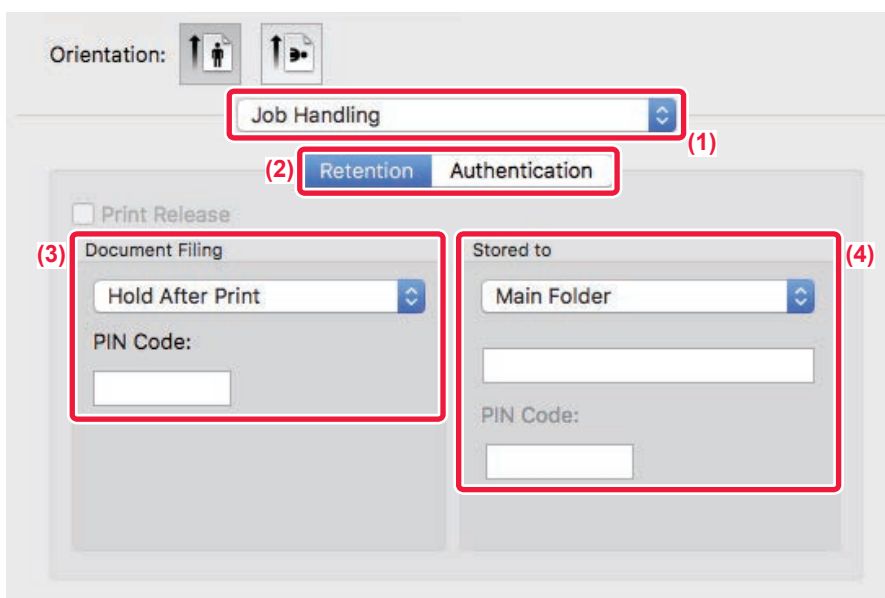 Orientation:
Job Handling
(1)
(2) Retention Authentication
Print Release
(3) Document Filing
Stored to (4)
Hold After Print
Main Folder
PIN Code:
PIN Code: